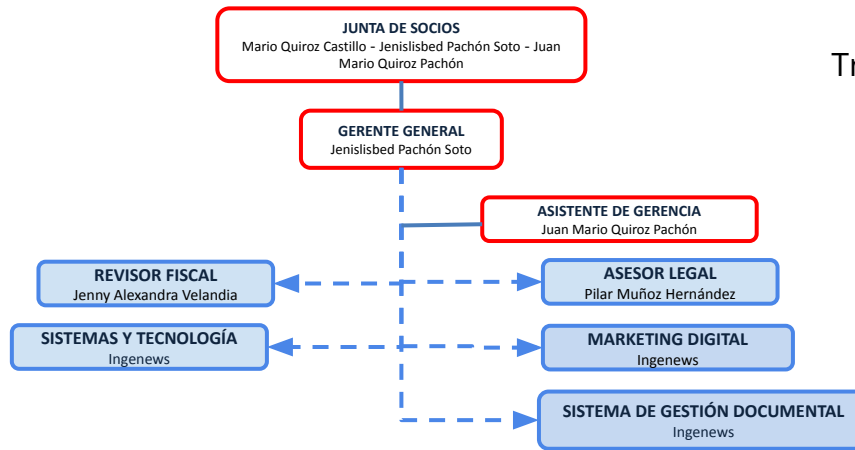 JUNTA DE SOCIOS
Mario Quiroz Castillo - Jenislisbed Pachón Soto - Juan
Mario Quiroz Pachón
Tr
GERENTE GENERAL
Jenislisbed Pachón Soto
ASISTENTE DE GERENCIA
Juan Mario Quiroz Pachón
REVISOR FISCAL
Jenny Alexandra Velandia
ASESOR LEGAL
Pilar Muñoz Hernández
SISTEMAS Y TECNOLOGÍA
Ingenews
MARKETING DIGITAL
Ingenews
SISTEMA DE GESTIÓN DOCUMENTAL
Ingenews